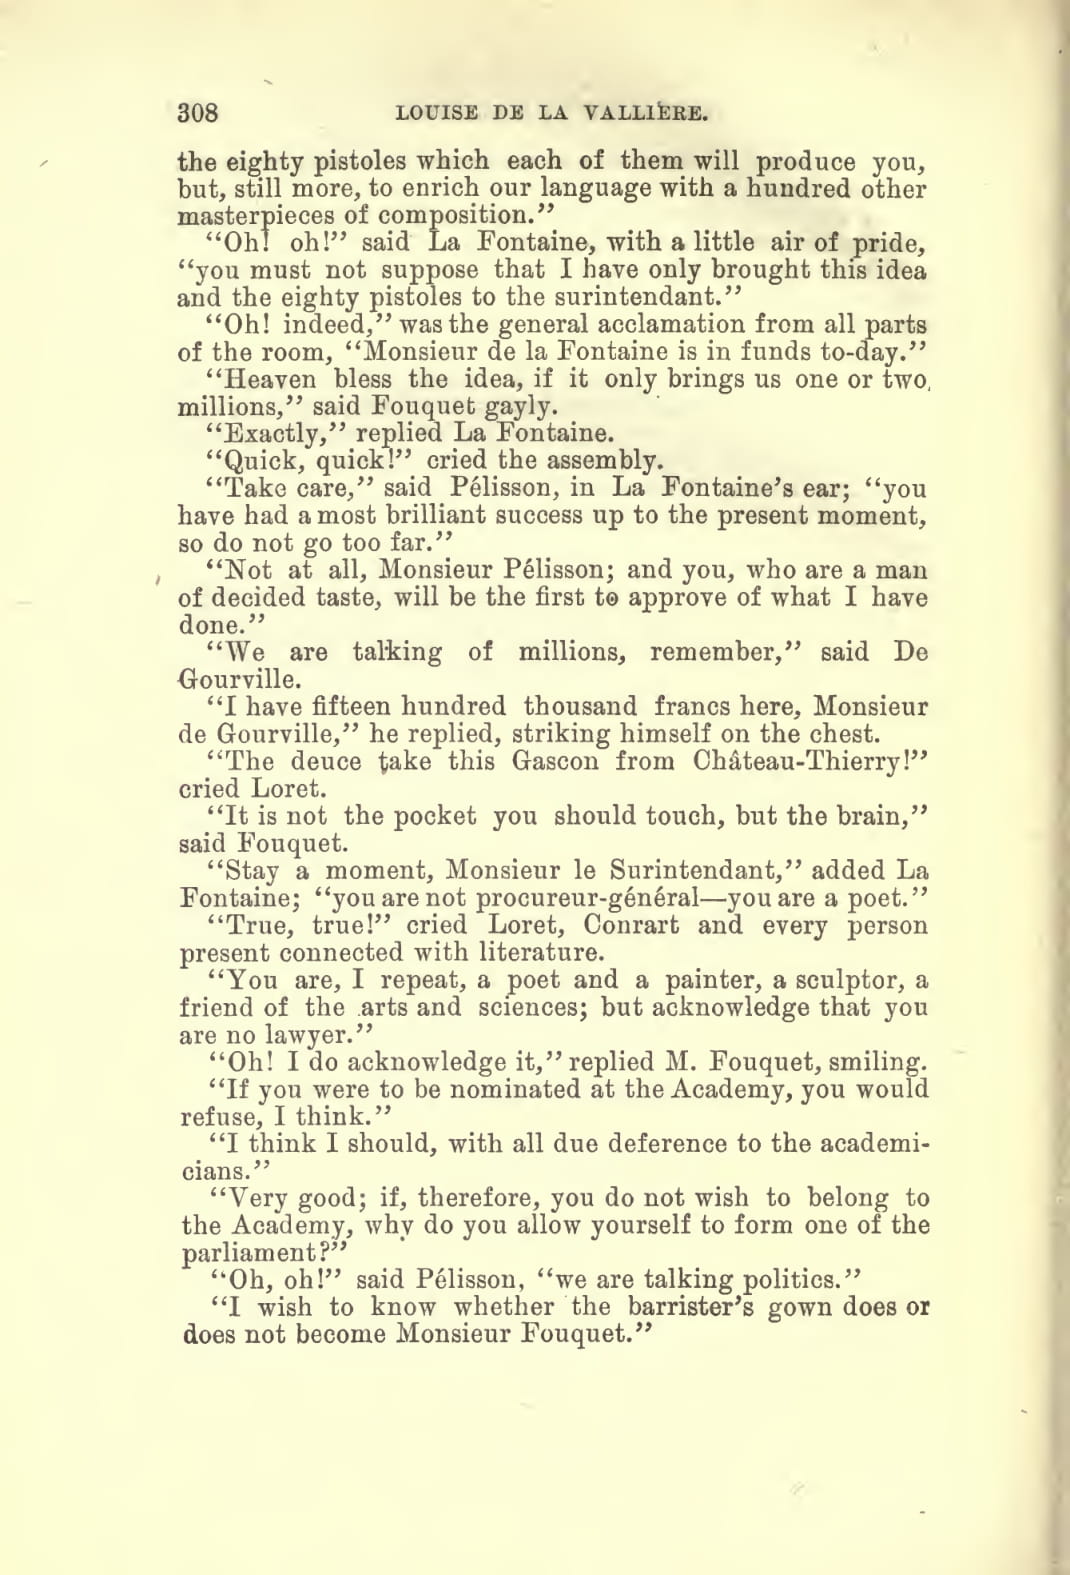 308 LOUISE DE LA VALLIÈRE.
the eighty pistoles which each of them will produce you,
but, still more, to enrich our language with a hundred other
masterpieces of composition.”
“Oh! oh!” said La Fontaine, with a little air of pride,
“you must not suppose that I have only brought this idea
and the eighty pistoles to the surintendant.”
“Oh! indeed,” was the general acclamation from all parts
of the room, “Monsieur de la Fontaine is in funds to-day.”
“Heaven bless the idea, if it only brings us one or two
millions,” said Fouquet gayly.
“Exactly,” replied La Fontaine.
“Quick, quick!” cried the assembly.
“Take care,” said Pélisson, in La Fontaine’s ear; “you
have had a most brilliant success up to the present moment,
so do not go too far.”
“Not at all, Monsieur Pélisson; and you, who are a man
of decided taste, will be the first to approve of what I have
done.”
“We are talking of millions, remember,” said De
Gourville.
“I have fifteen hundred thousand francs here, Monsieur
de Gourville,” he replied, striking himself on the chest.
“The deuce take this Gascon from Château-Thierry!”
cried Loret.
“It is not the pocket you should touch, but the brain,”
said Fouquet.
“Stay a moment, Monsieur le Surintendant,” added La
Fontaine; “you are not procureur-général—you are a poet.”
“True, true!” cried Loret, Conrart and every person
present connected with literature.
“You are, I repeat, a poet and a painter, a sculptor, a
friend of the arts and sciences; but acknowledge that you
are no lawyer.”
“Oh! I do acknowledge it,” replied M. Fouquet, smiling.
“If you were to be nominated at the Academy, you would
refuse, I think.”
“I think I should, with all due deference to the academi-
cians.”
“Very good; if, therefore, you do not wish to belong to
the Academy, why do you allow yourself to form one of the
parliament?”
“Oh, oh!” said Pélisson, “we are talking politics.”
“I wish to know whether the barrister’s gown does or
does not become Monsieur Fouquet.”